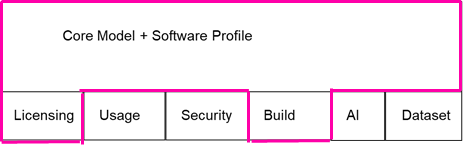 Core Model + Software Profile
Licensing Usage Security Build AI Dataset